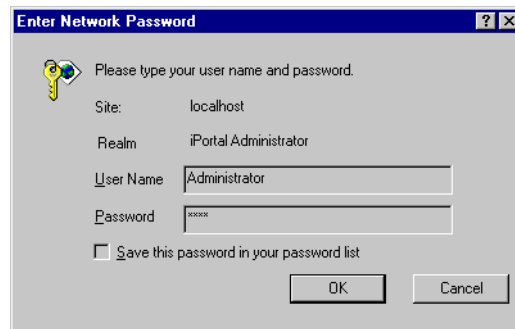 Enter Network Password
Please type your user name and password.
Site: localhost
Realm iPortal Administrator
User Name Administrator
Password ****
Save this password in your password list
OK Cancel